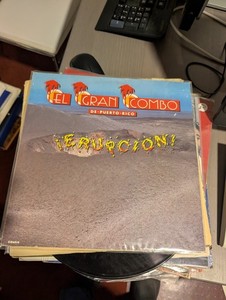 EL GRAN COMBO
DE PUERTO RICO
¡ERUPCION!